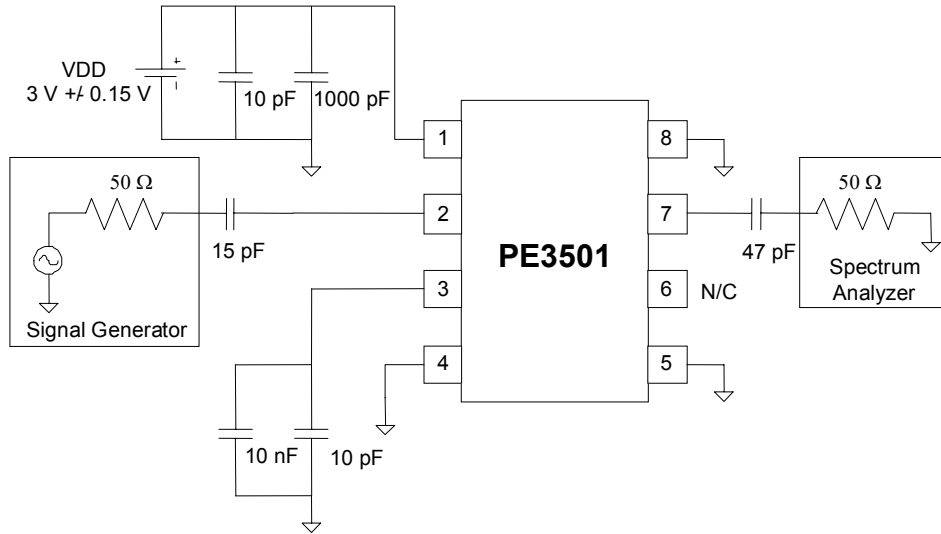 VDD
3 V +/- 0.15 V
+
-
10 pF
1000 pF
1
8
50 Ω
15 pF
2
7
47 pF
50 Ω
PE3501
Signal Generator
3
6
N/C
Spectrum
Analyzer
4
5
10 nF
10 pF